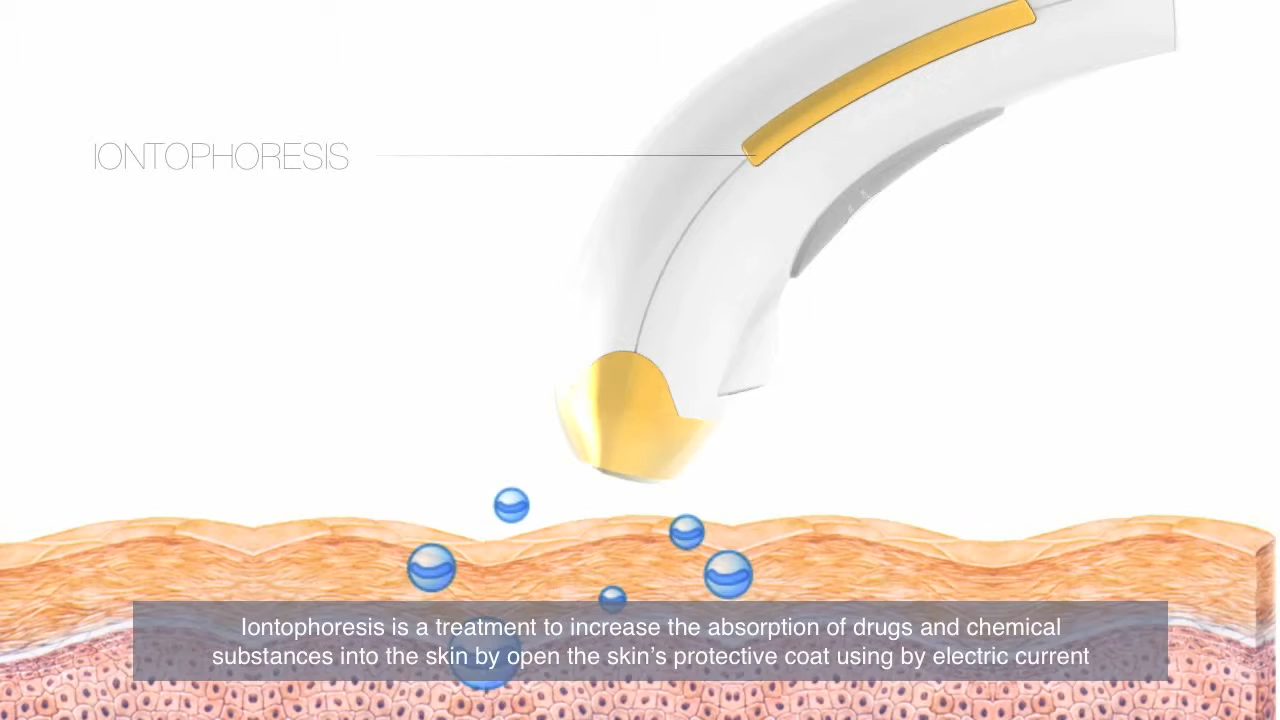 IONTOPHORESIS
Iontophoresis is a treatment to increase the absorption of drugs and chemical
substances into the skin by open the skin's protective coat using by electric current